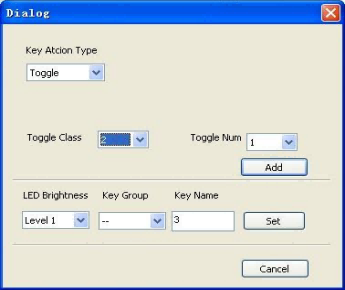 Dialog
Key Atcion Type
Toggle
Toggle Class 2 Toggle Num 1
Add
LED Brightness Key Group Key Name
Level 1 -- 3 Set
Cancel